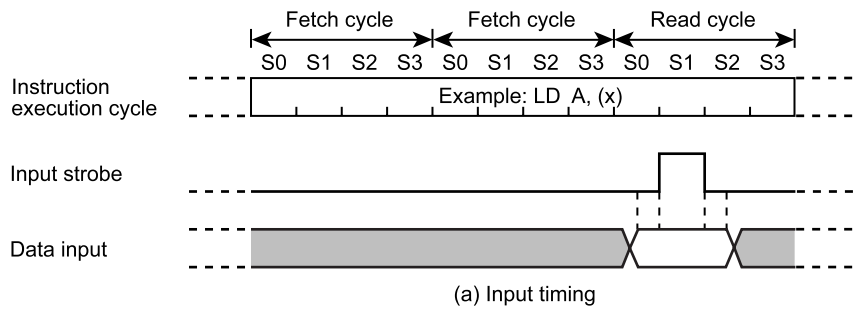 Fetch cycle Fetch cycle Read cycle
S0 S1 S2 S3 S0 S1 S2 S3 S0 S1 S2 S3
Instruction
execution cycle
Example: LD A, (x)
Input strobe
Data input
(a) Input timing